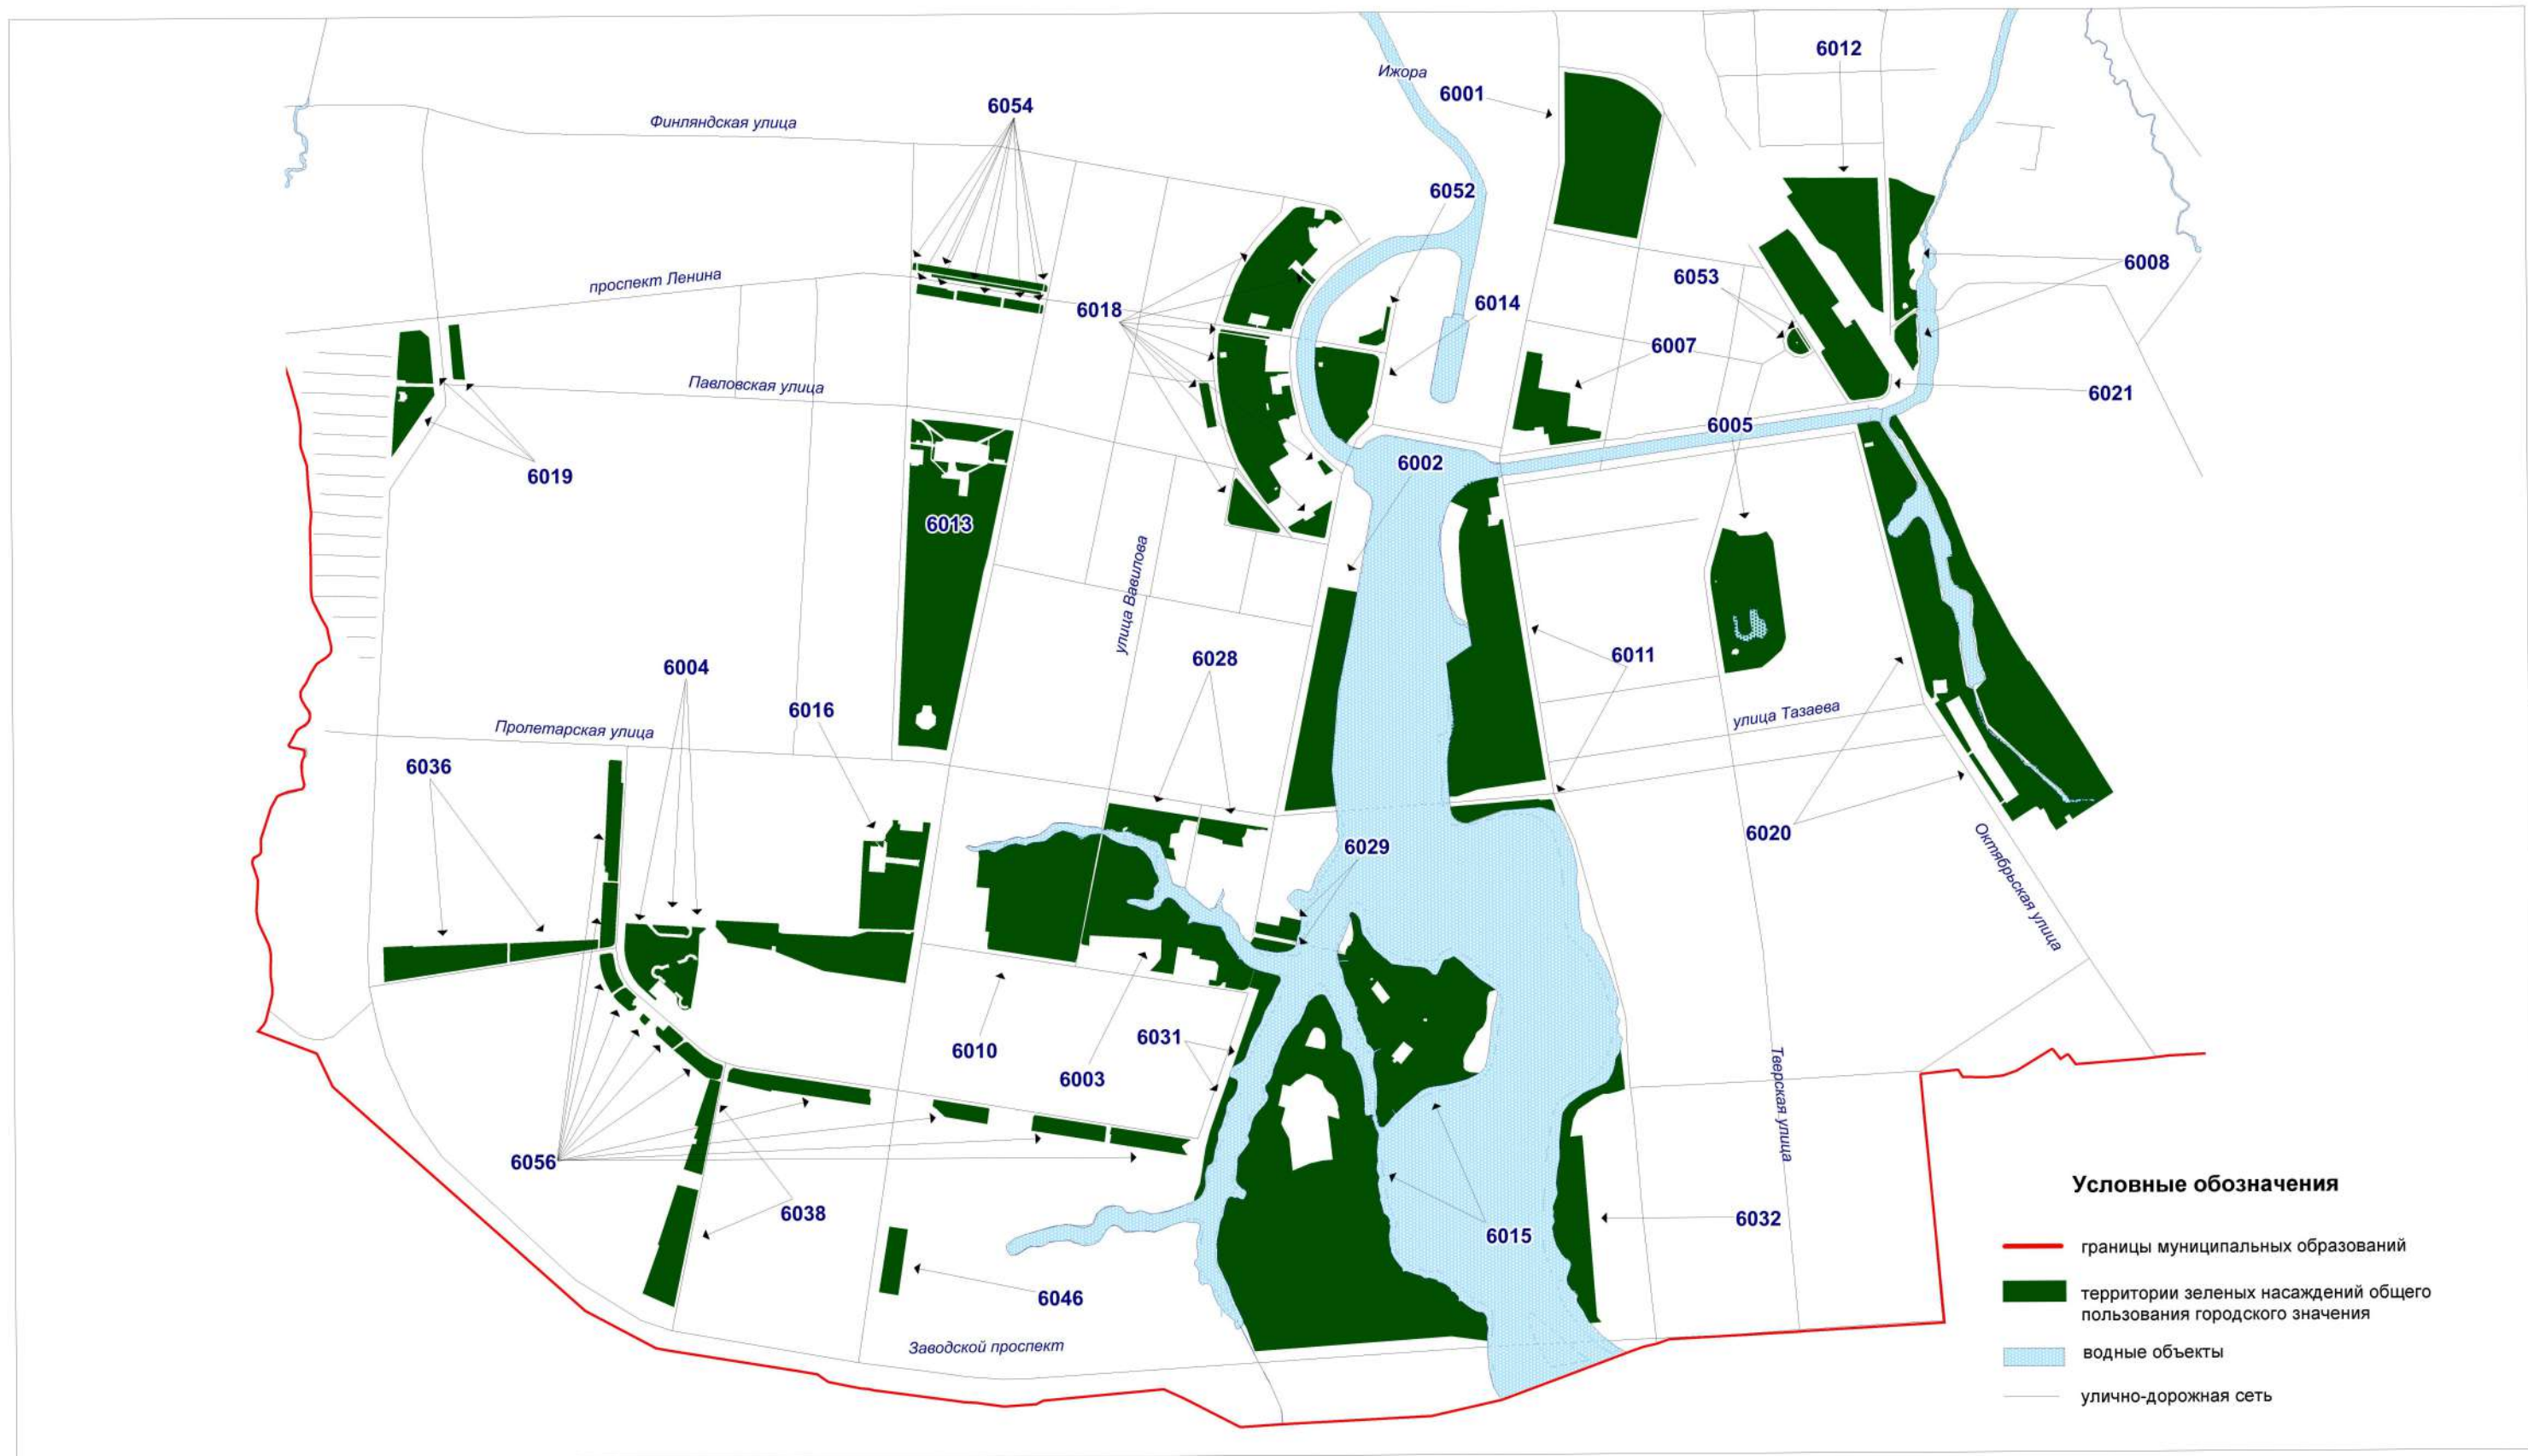 6012
Ижора
6001
6054
Финляндская улица
6052
6008
6053
проспект Ленина
6014
6018
6007
Павловская улица
6021
6005
6002
6019
6013
улица Вавилова
6011
6028
6004
6016
улица Тазаева
Пролетарская улица
6036
6020
6029
Октябрьская улица
6031
6010
6003
Тверская улица
6056
6038
6032
6015
6046
Заводской проспект
Условные обозначения
границы муниципальных образований
территории зеленых насаждений общего
пользования городского значения
водные объекты
улично-дорожная сеть